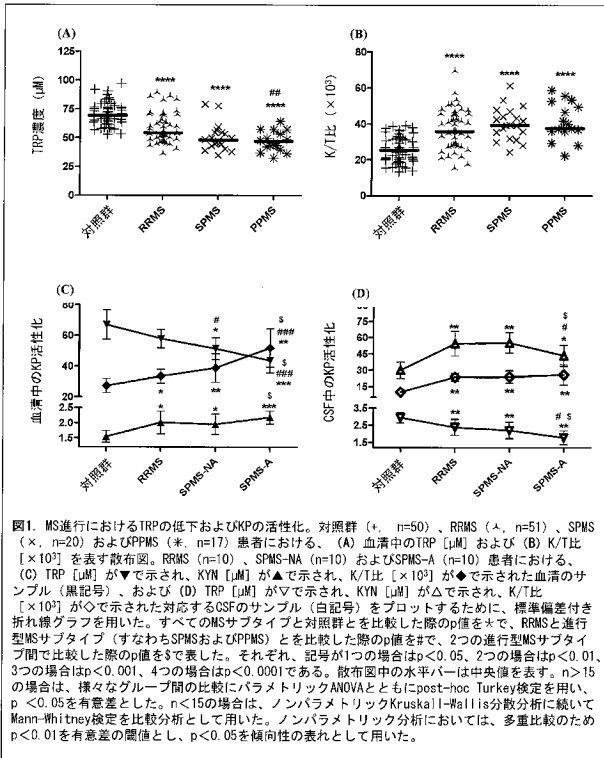 (A)
TRP濃度 (μM)
125
100
75
50
25
0
****
****
##
****
対照群
RRMS
SPMS
PPMS
(B)
K/T比 (×10³)
80
60
40
20
0
****
****
****
対照群
RRMS
SPMS
PPMS
(C)
血清中のKP活性化
80
60
40
20
2.5
2.0
1.5
#
*
$
###
**
$
###
***
*
**
$
***
*
*
対照群
RRMS
SPMS-NA
SPMS-A
(D)
CSF中のKP活性化
90
75
60
45
30
15
3.5
2.5
1.5
**
**
$
#
*
**
**
**
**
**
# $
**
対照群
RRMS
SPMS-NA
SPMS-A
図1. MS進行におけるTRPの低下およびKPの活性化。対照群 (+, n=50) 、RRMS (⅄, n=51) 、SPMS
(×, n=20) およびPPMS (✳, n=17) 患者における、 (A) 血清中のTRP [μM] および (B) K/T比
[×10³] を表す散布図。RRMS (n=10) 、SPMS-NA (n=10) およびSPMS-A (n=10) 患者における、
(C) TRP [μM] が▼で示され、KYN [μM] が▲で示され、K/T比 [×10³] が◆で示された血清のサ
ンプル (黒記号) 、および (D) TRP [μM] が▽で示され、KYN [μM] が△で示され、K/T比
[×10³] が◇で示された対応するCSFのサンプル (白記号) をプロットするために、標準偏差付き
折れ線グラフを用いた。すべてのMSサブタイプと対照群とを比較した際のp値を*で、RRMSと進行
型MSサブタイプ (すなわちSPMSおよびPPMS) とを比較した際のp値を#で、2つの進行型MSサブタイ
プ間で比較した際のp値を$で表した。それぞれ、記号が1つの場合はp<0.05、2つの場合はp<0.01、
3つの場合はp<0.001、4つの場合はp<0.0001である。散布図中の水平バーは中央値を表す。n>15
の場合は、様々なグループ間の比較にパラメトリックANOVAとともにpost-hoc Turkey検定を用い、
p <0.05を有意差とした。n<15の場合は、ノンパラメトリックKruskall-Wallis分散分析に続いて
Mann-Whitney検定を比較分析として用いた。ノンパラメトリック分析においては、多重比較のため
p<0.01を有意差の閾値とし、p<0.05を傾向性の表れとして用いた。